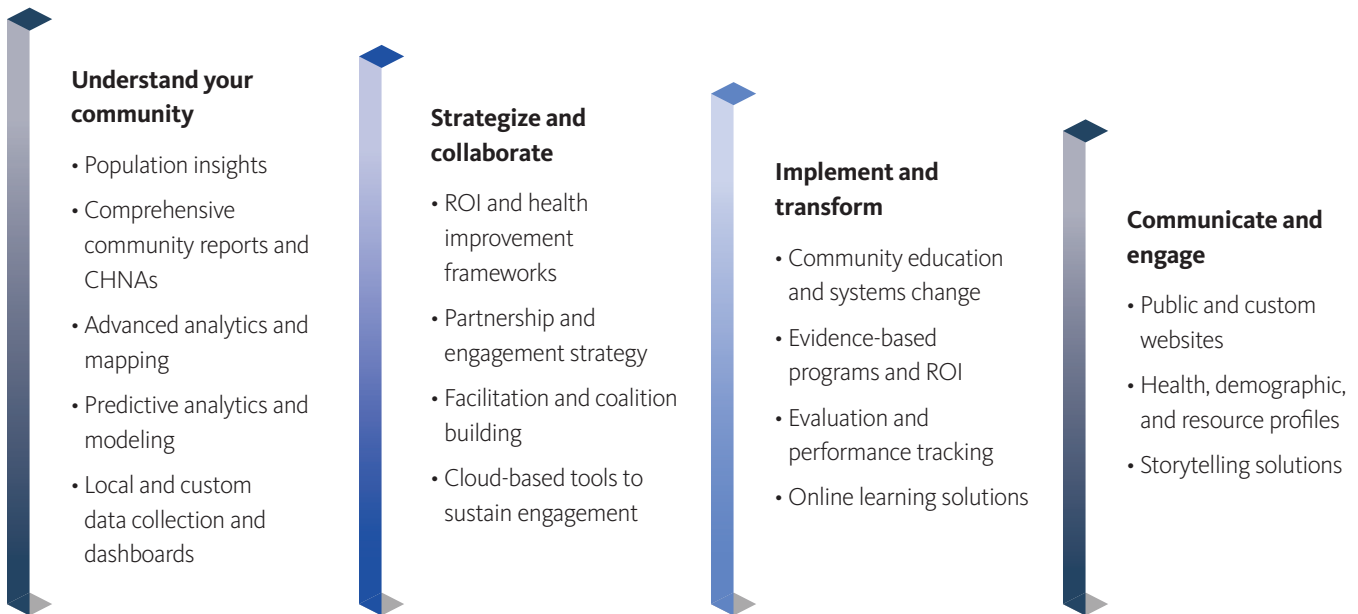 Understand your
community
• Population insights
• Comprehensive
community reports and
CHNAs
• Advanced analytics and
mapping
• Predictive analytics and
modeling
• Local and custom
data collection and
dashboards
Strategize and
collaborate
• ROI and health
improvement
frameworks
• Partnership and
engagement strategy
• Facilitation and coalition
building
• Cloud-based tools to
sustain engagement
Implement and
transform
• Community education
and systems change
• Evidence-based
programs and ROI
• Evaluation and
performance tracking
• Online learning solutions
Communicate and
engage
• Public and custom
websites
• Health, demographic,
and resource profiles
• Storytelling solutions